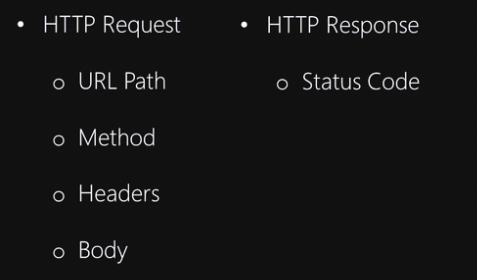 • HTTP Request
o URL Path
o Method
o Headers
o Body
• HTTP Response
o Status Code